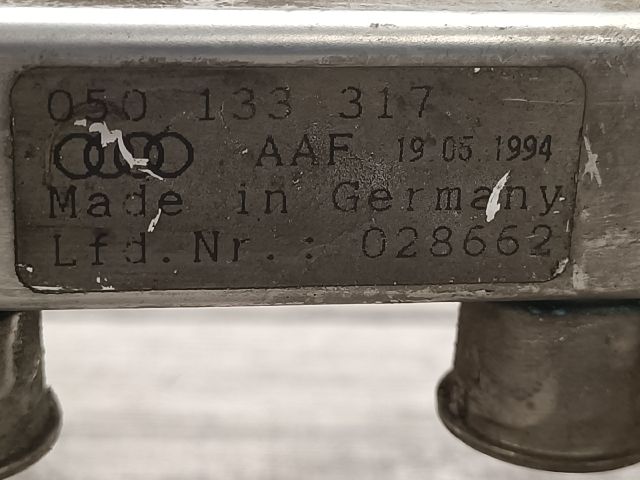 050 133 317
AAF 19.05.1994
Made in Germany
Lfd.Nr.: 028662